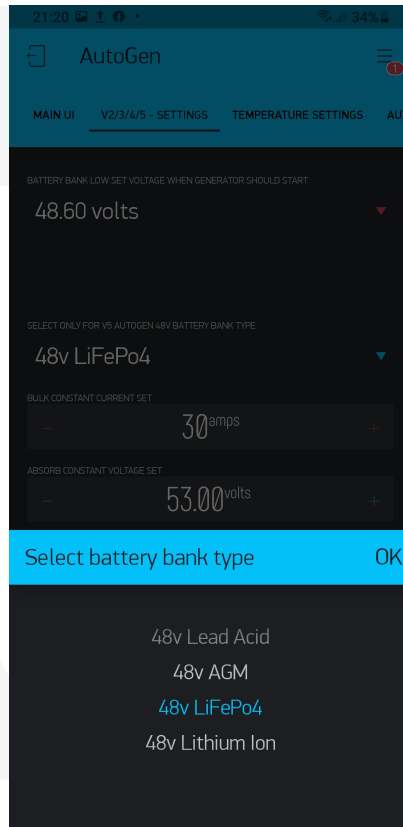 21:20 34%
AutoGen
1
MAIN UI V2/3/4/5 - SETTINGS TEMPERATURE SETTINGS AU
BATTERY BANK LOW SET VOLTAGE WHEN GENERATOR SHOULD START
48.60 volts
SELECT ONLY FOR V5 AUTOGEN 48V BATTERY BANK TYPE
48v LiFePo4
BULK CONSTANT CURRENT SET
- 30amps +
ABSORB CONSTANT VOLTAGE SET
- 53.00volts +
Select battery bank type OK
48v Lead Acid
48v AGM
48v LiFePo4
48v Lithium Ion